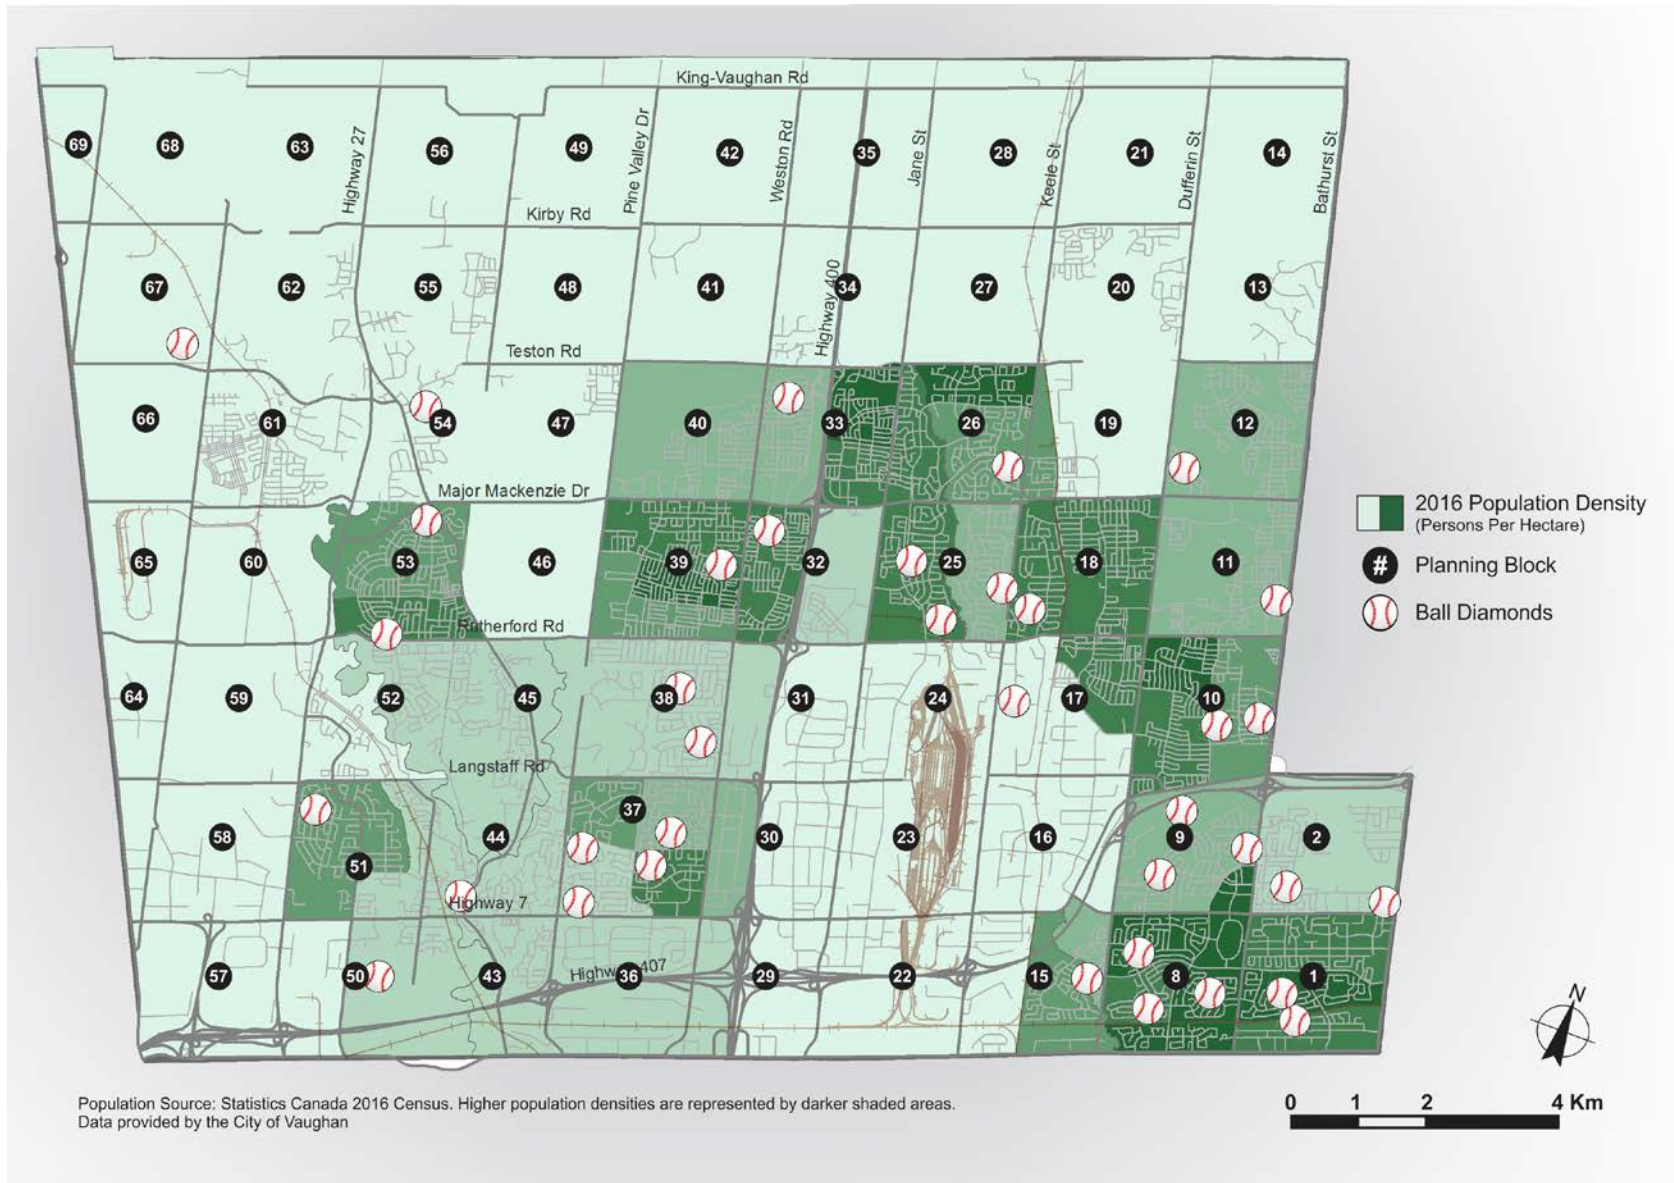 King-Vaughan Rd
69
68
63
Highway 27
56
49
Pine Valley Dr
42
Weston Rd
35
Jane St
28
Keele St
21
Dufferin St
14
Bathurst St
Kirby Rd
67
62
55
48
41
Highway 400
34
27
20
13
Teston Rd
66
61
54
47
40
33
26
19
12
Major Mackenzie Dr
65
60
53
46
39
32
25
18
11
Rutherford Rd
64
59
52
45
38
31
24
17
10
Langstaff Rd
58
51
44
37
30
23
16
9
2
Highway 7
57
50
43
Highway 407
36
29
22
15
8
1
2016 Population Density
(Persons Per Hectare)
# Planning Block
Ball Diamonds
N
0 1 2 4 Km
Population Source: Statistics Canada 2016 Census. Higher population densities are represented by darker shaded areas.
Data provided by the City of Vaughan